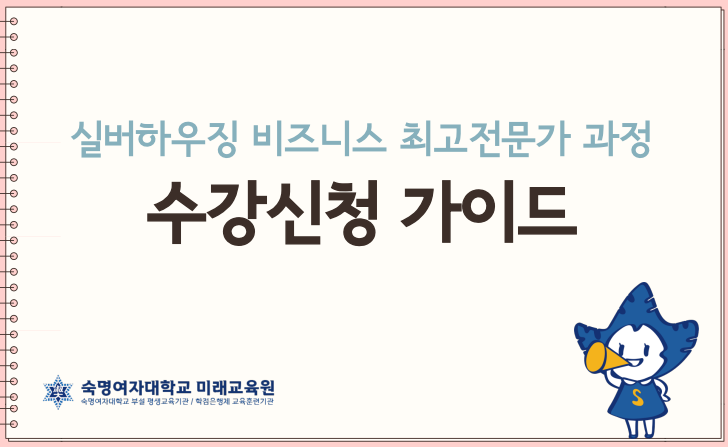 실버하우징 비즈니스 최고전문가 과정
수강신청 가이드
숙명여자대학교 미래교육원
숙명여자대학교 부설 평생교육기관 / 학점은행제 교육훈련기관